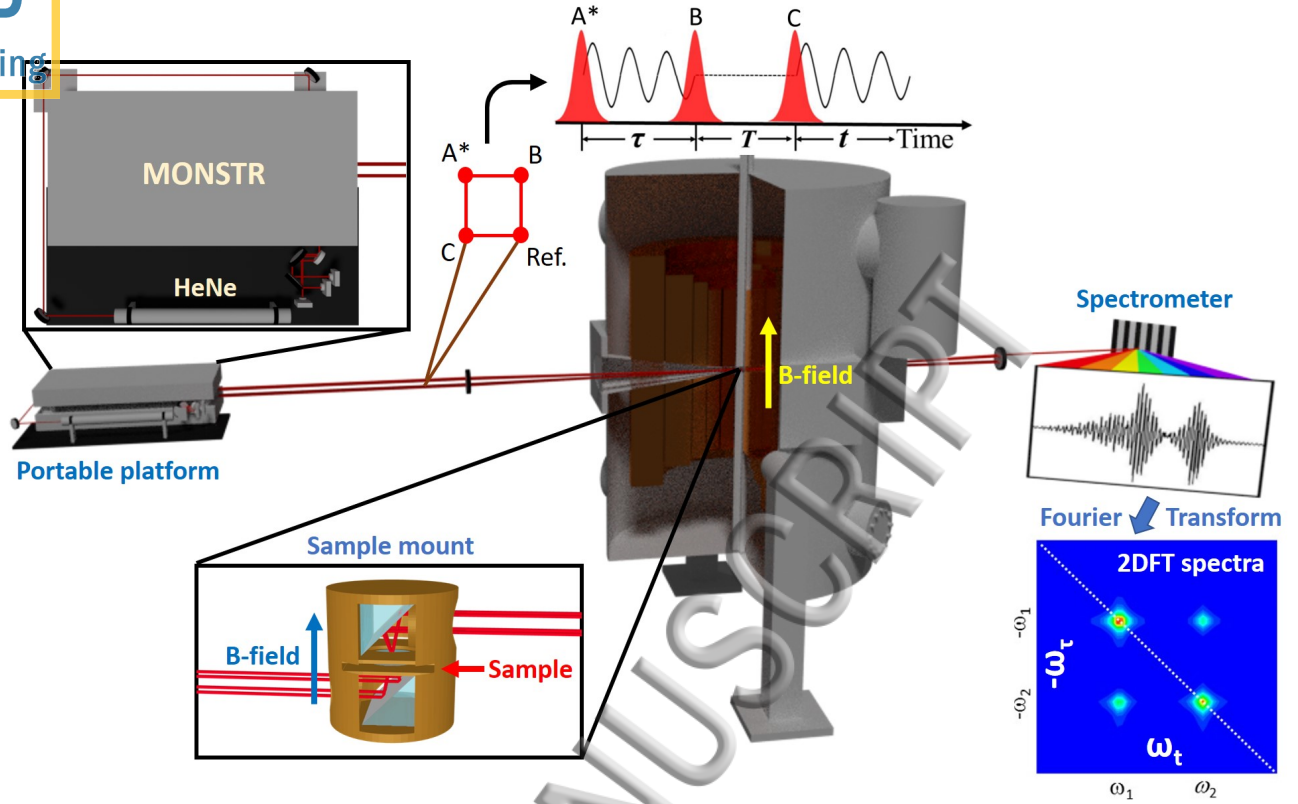 ing
MONSTR
HeNe
Portable platform
A*
B
C
τ
T
t
Time
A*
B
C
Ref.
B-field
Spectrometer
Fourier
Transform
2DFT spectra
-ω₁
-ω₂
-ωτ
ωt
ω₁
ω₂
Sample mount
B-field
Sample
NUSCRIPT